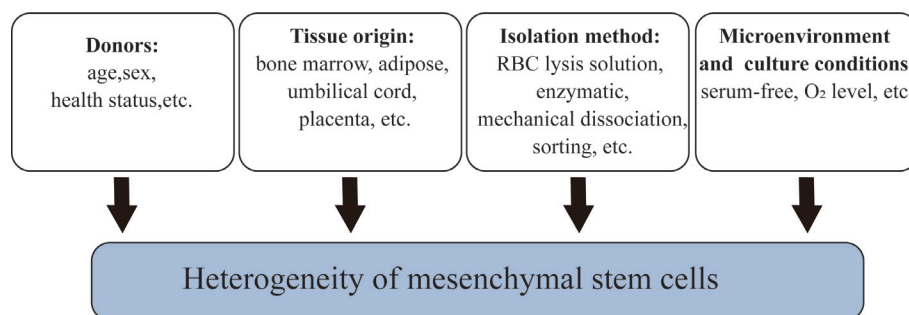 Donors:
age,sex,
health status,etc.
Tissue origin:
bone marrow, adipose,
umbilical cord,
placenta, etc.
Isolation method:
RBC lysis solution,
enzymatic,
mechanical dissociation,
sorting, etc.
Microenvironment
and culture conditions
serum-free, O₂ level, etc
Heterogeneity of mesenchymal stem cells